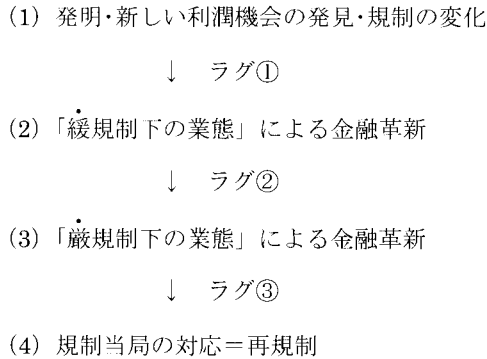 (1) 発明・新しい利潤機会の発見・規制の変化
↓ ラグ①
(2) 「緩規制下の業態」による金融革新
↓ ラグ②
(3) 「厳規制下の業態」による金融革新
↓ ラグ③
(4) 規制当局の対応＝再規制